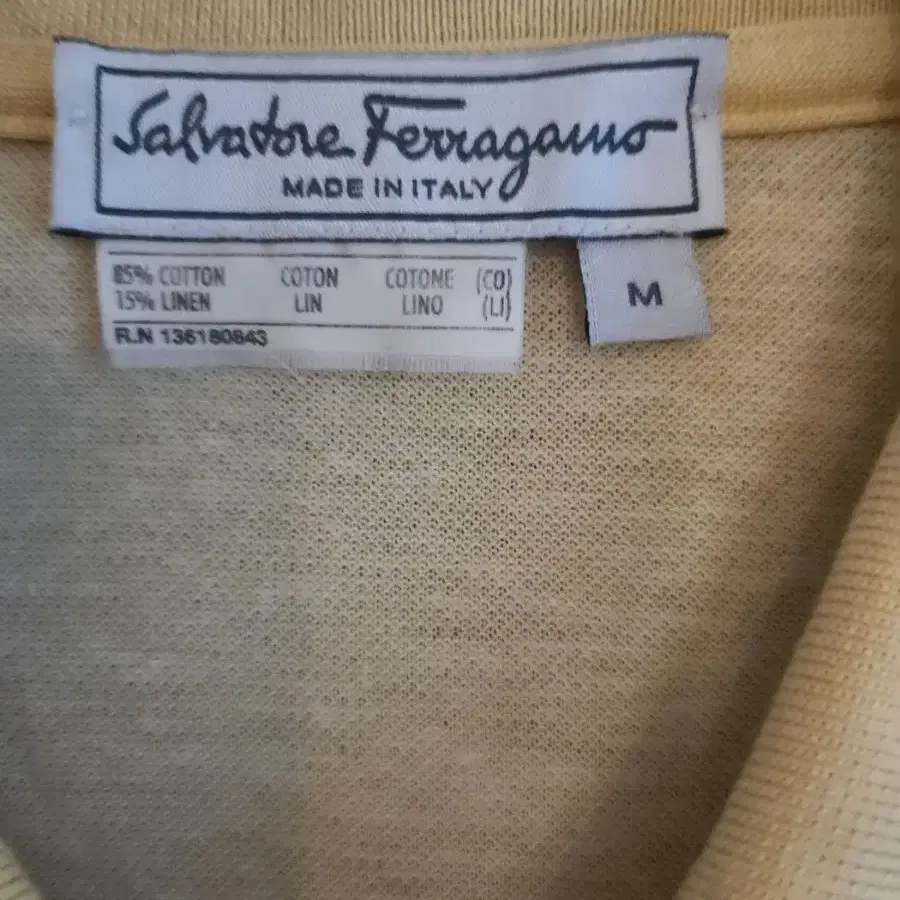 Salvatore Ferragamo
MADE IN ITALY
85% COTTON COTON COTONE (CO)
15% LINEN LIN LINO (LI)
R.N 136180843
M